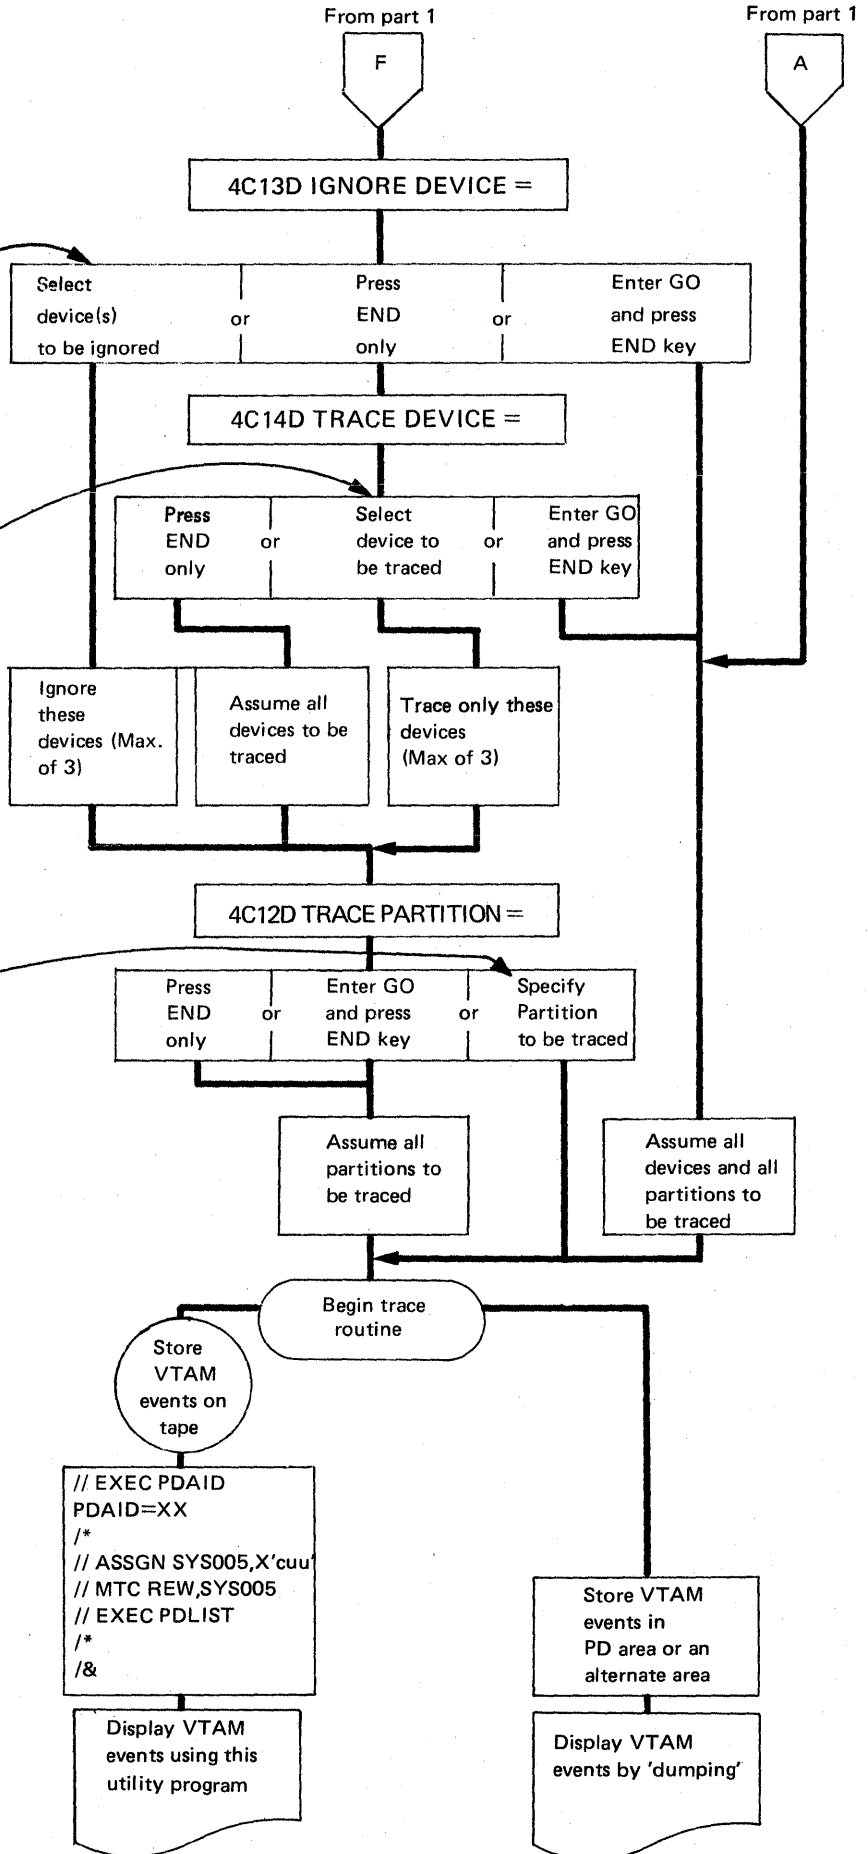 From part 1
From part 1
F
A
4C13D IGNORE DEVICE =
Select
device(s)
to be ignored
or
Press
END
only
or
Enter GO
and press
END key
4C14D TRACE DEVICE =
Press
END
only
or
Select
device to
be traced
or
Enter GO
and press
END key
Ignore
these
devices (Max.
of 3)
Assume all
devices to be
traced
Trace only these
devices
(Max of 3)
4C12D TRACE PARTITION =
Press
END
only
or
Enter GO
and press
END key
or
Specify
Partition
to be traced
Assume all
partitions to
be traced
Assume all
devices and all
partitions to
be traced
Begin trace
routine
Store
VTAM
events on
tape
// EXEC PDAID
PDAID=XX
/*
// ASSGN SYS005,X'cuu'
// MTC REW,SYS005
// EXEC PDLIST
/*
/&
Store VTAM
events in
PD area or an
alternate area
Display VTAM
events using this
utility program
Display VTAM
events by 'dumping'